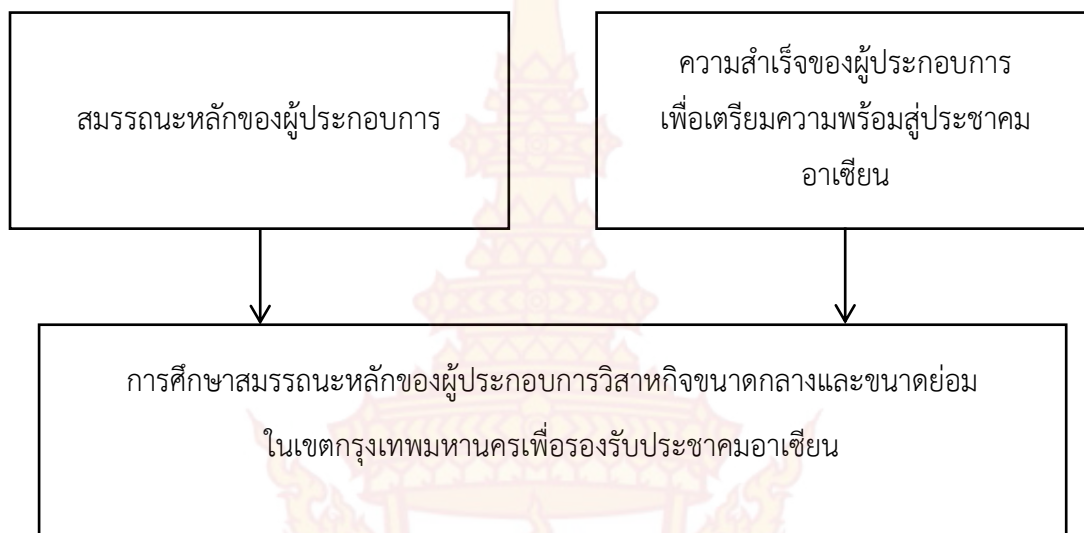 สมรรถนะหลักของผู้ประกอบการ
ความสำเร็จของผู้ประกอบการ
เพื่อเตรียมความพร้อมสู่ประชาคม
อาเซียน
การศึกษาสมรรถนะหลักของผู้ประกอบการวิสาหกิจขนาดกลางและขนาดย่อม
ในเขตกรุงเทพมหานครเพื่อรองรับประชาคมอาเซียน